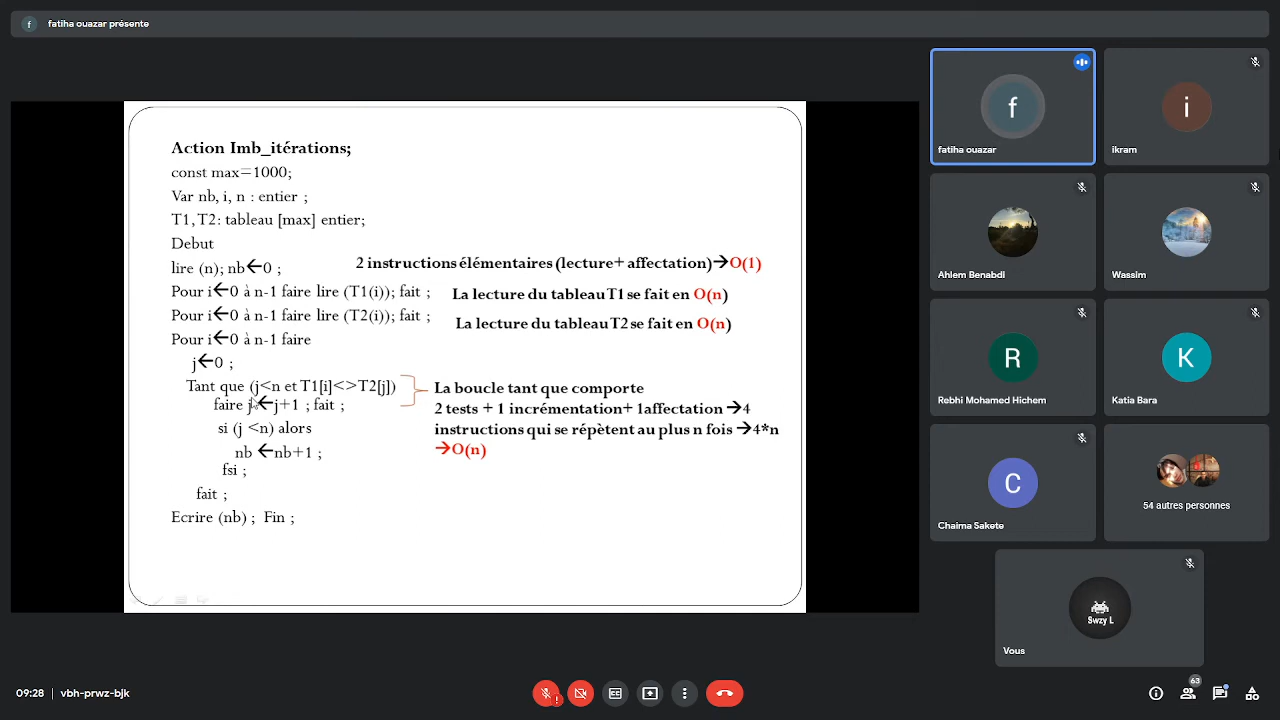 f fatiha ouazar présente
Action Imb_itérations;
const max=1000;
Var nb, i, n : entier ;
T1, T2: tableau [max] entier;
Debut
lire (n); nb←0 ; 2 instructions élémentaires (lecture+ affectation)→O(1)
Pour i←0 à n-1 faire lire (T1(i)); fait ; La lecture du tableau T1 se fait en O(n)
Pour i←0 à n-1 faire lire (T2(i)); fait ; La lecture du tableau T2 se fait en O(n)
Pour i←0 à n-1 faire
j←0 ;
Tant que (j<n et T1[i]<>T2[j])
faire j←j+1 ; fait ;
si (j <n) alors
nb ←nb+1 ;
fsi ;
fait ;
Ecrire (nb) ; Fin ;
La boucle tant que comporte
2 tests + 1 incrémentation+ 1affectation →4
instructions qui se répètent au plus n fois →4*n
→O(n)
f
fatiha ouazar
i
ikram
Ahlem Benabdi
Wassim
R
Rebhi Mohamed Hichem
K
Katia Bara
C
Chaima Sakete
54 autres personnes
Swzy L
Vous
09:28 vbh-prwz-bjk
63